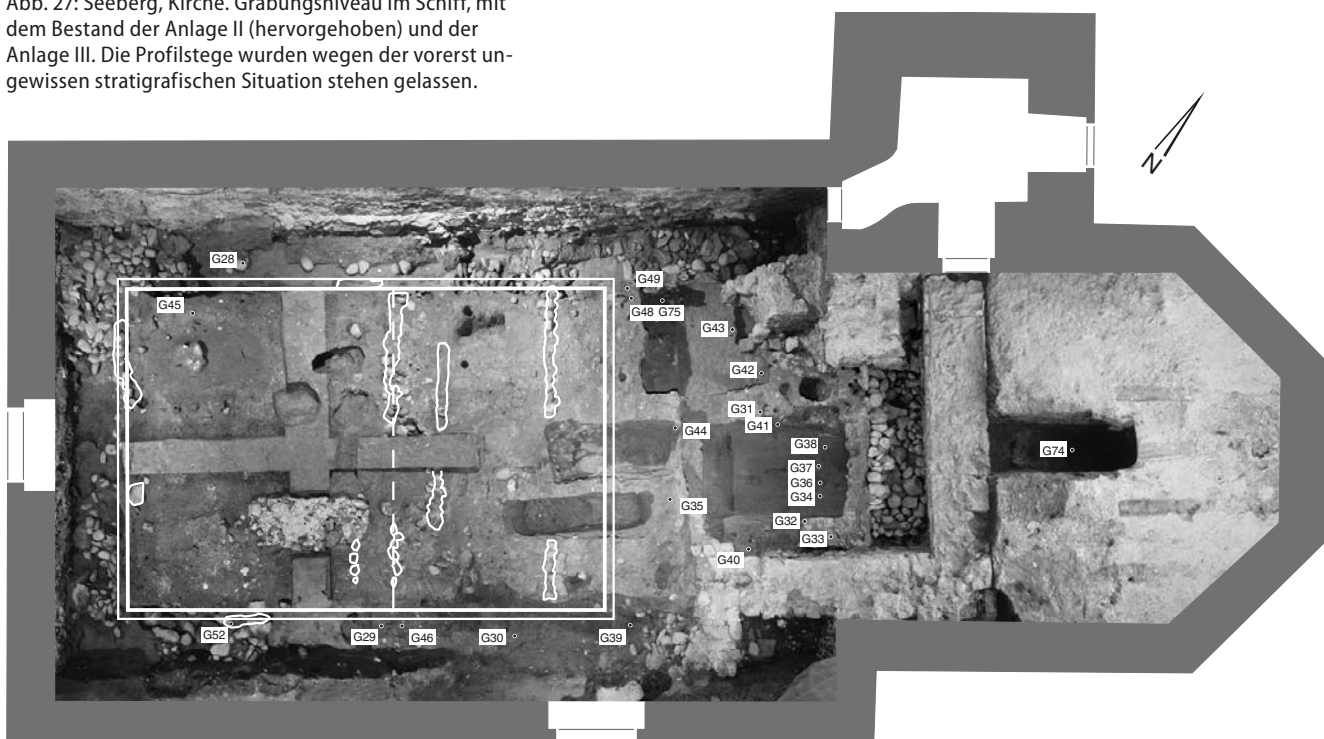 Abb. 27: Seeberg, Kirche. Grabungsniveau im Schiff, mit
dem Bestand der Anlage II (hervorgehoben) und der
Anlage III. Die Profilstege wurden wegen der vorerst un-
gewissen stratigrafischen Situation stehen gelassen.
N
G28
G49
G45
G48 G75
G43
G42
G31
G41
G44
G38
G37
G74
G36
G34
G35
G32
G33
G40
G52
G29
G46
G30
G39